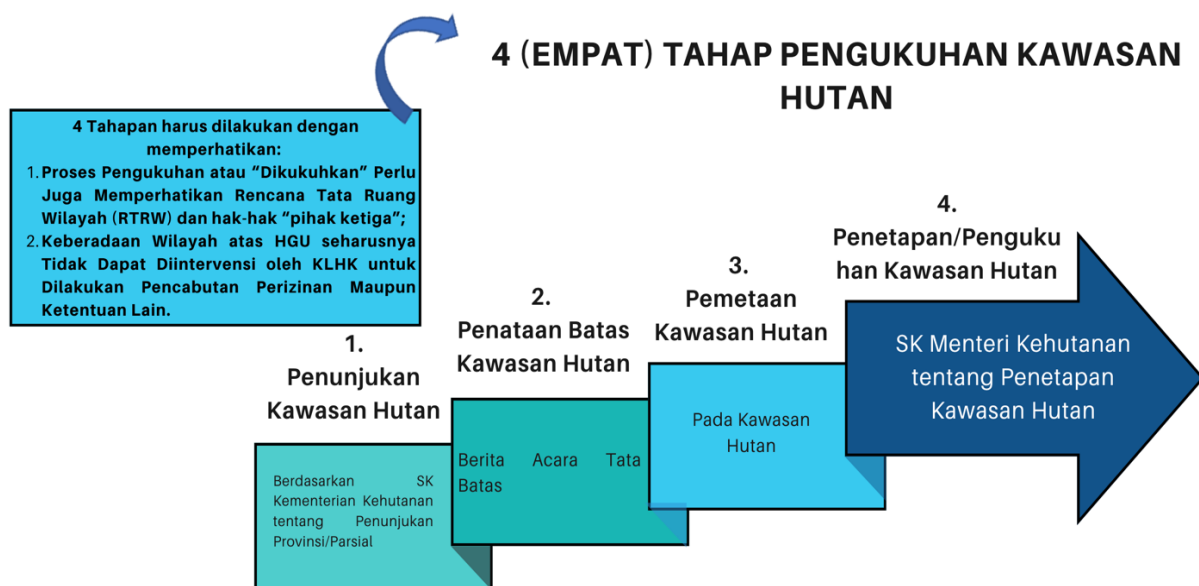 4 (EMPAT) TAHAP PENGUKUHAN KAWASAN
HUTAN
4 Tahapan harus dilakukan dengan
memperhatikan:
1. Proses Pengukuhan atau “Dikukuhkan” Perlu
Juga Memperhatikan Rencana Tata Ruang
Wilayah (RTRW) dan hak-hak “pihak ketiga”;
2. Keberadaan Wilayah atas HGU seharusnya
Tidak Dapat Diintervensi oleh KLHK untuk
Dilakukan Pencabutan Perizinan Maupun
Ketentuan Lain.
1.
Penunjukan
Kawasan Hutan
Berdasarkan SK
Kementerian Kehutanan
tentang Penunjukan
Provinsi/Parsial
2.
Penataan Batas
Kawasan Hutan
Berita Acara Tata
Batas
3.
Pemetaan
Kawasan Hutan
Pada Kawasan
Hutan
4.
Penetapan/Penguku
han Kawasan Hutan
SK Menteri Kehutanan
tentang Penetapan
Kawasan Hutan